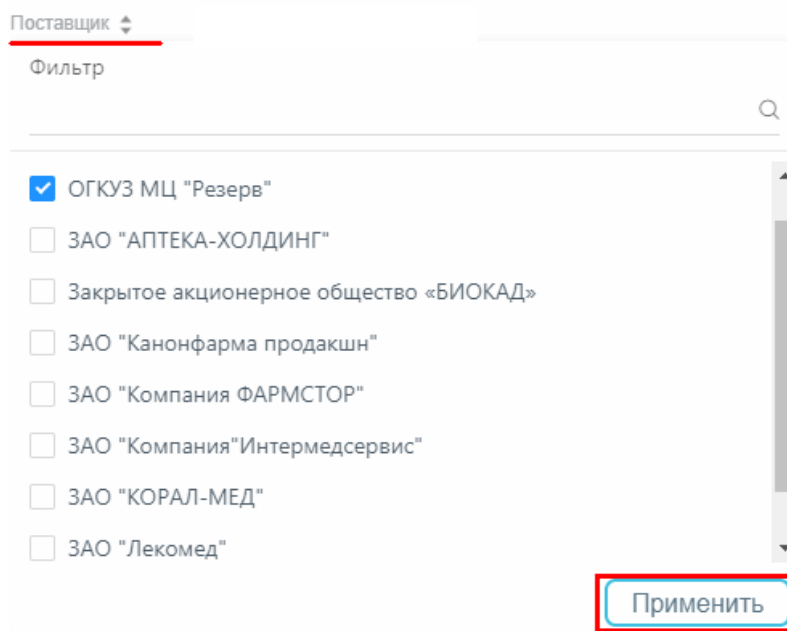 Поставщик
Фильтр
ОГКУЗ МЦ "Резерв"
ЗАО "АПТЕКА-ХОЛДИНГ"
Закрытое акционерное общество «БИОКАД»
ЗАО "Канонфарма продакшн"
ЗАО "Компания ФАРМСТОР"
ЗАО "Компания"Интермедсервис"
ЗАО "КОРАЛ-МЕД"
ЗАО "Лекомед"
Применить